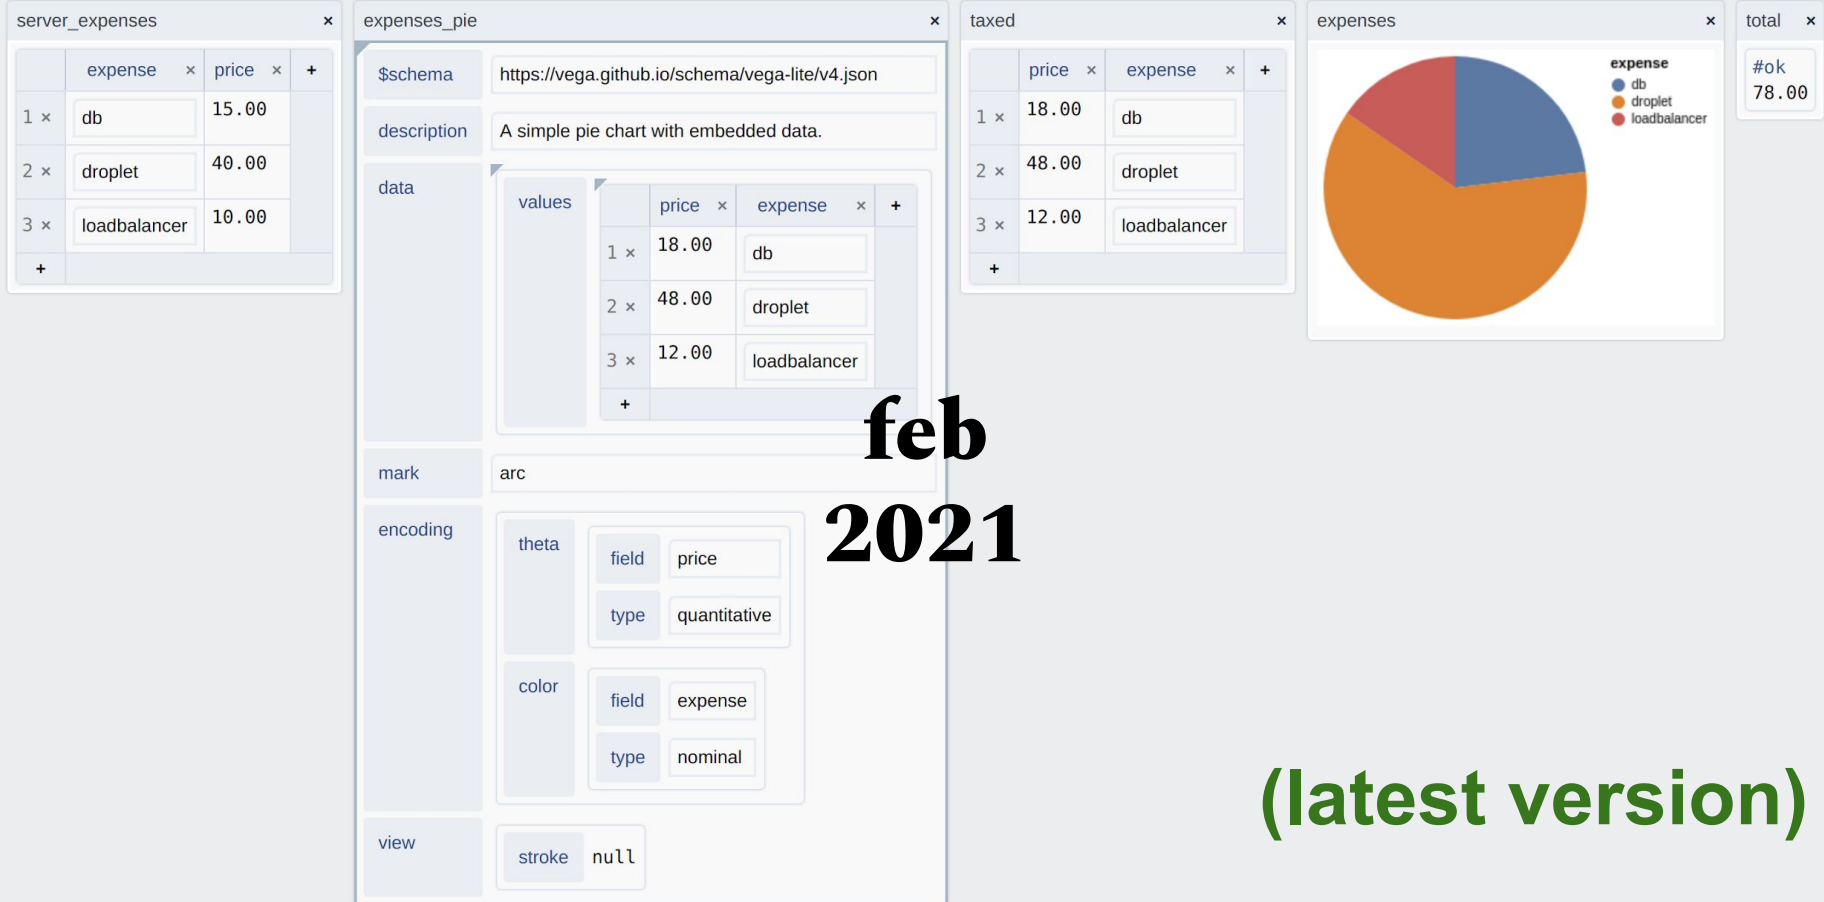 server_expenses ×
expense × price × +
1 × db 15.00
2 × droplet 40.00
3 × loadbalancer 10.00
+
expenses_pie ×
$schema https://vega.github.io/schema/vega-lite/v4.json
description A simple pie chart with embedded data.
data values price × expense × +
1 × 18.00 db
2 × 48.00 droplet
3 × 12.00 loadbalancer
+
mark arc
encoding theta field price
type quantitative
color field expense
type nominal
view stroke null
taxed ×
price × expense × +
1 × 18.00 db
2 × 48.00 droplet
3 × 12.00 loadbalancer
+
expenses ×
expense
db
droplet
loadbalancer
total ×
#ok
78.00
feb
2021
(latest version)